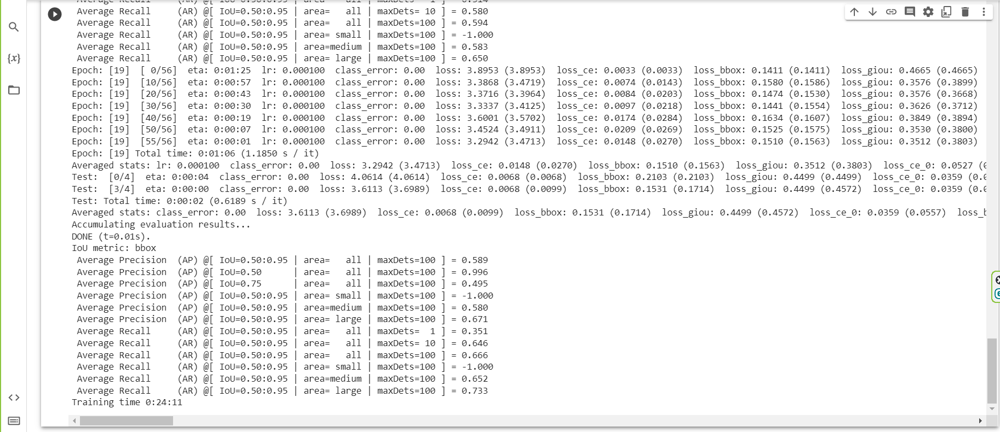 Average Recall     (AR) @[ IoU=0.50:0.95 | area=   all | maxDets=  1 ] = 0.514
Average Recall     (AR) @[ IoU=0.50:0.95 | area=   all | maxDets= 10 ] = 0.580
Average Recall     (AR) @[ IoU=0.50:0.95 | area=   all | maxDets=100 ] = 0.594
Average Recall     (AR) @[ IoU=0.50:0.95 | area= small | maxDets=100 ] = -1.000
Average Recall     (AR) @[ IoU=0.50:0.95 | area=medium | maxDets=100 ] = 0.583
Average Recall     (AR) @[ IoU=0.50:0.95 | area= large | maxDets=100 ] = 0.650
Epoch: [19]  [ 0/56]  eta: 0:01:25  lr: 0.000100  class_error: 0.00  loss: 3.8953 (3.8953)  loss_ce: 0.0033 (0.0033)  loss_bbox: 0.1411 (0.1411)  loss_giou: 0.4665 (0.4665)
Epoch: [19]  [10/56]  eta: 0:00:57  lr: 0.000100  class_error: 0.00  loss: 3.3868 (3.4719)  loss_ce: 0.0074 (0.0143)  loss_bbox: 0.1580 (0.1586)  loss_giou: 0.3576 (0.3899)
Epoch: [19]  [20/56]  eta: 0:00:43  lr: 0.000100  class_error: 0.00  loss: 3.3716 (3.3964)  loss_ce: 0.0084 (0.0203)  loss_bbox: 0.1474 (0.1530)  loss_giou: 0.3576 (0.3668)
Epoch: [19]  [30/56]  eta: 0:00:30  lr: 0.000100  class_error: 0.00  loss: 3.3337 (3.4125)  loss_ce: 0.0097 (0.0218)  loss_bbox: 0.1441 (0.1554)  loss_giou: 0.3626 (0.3712)
Epoch: [19]  [40/56]  eta: 0:00:19  lr: 0.000100  class_error: 0.00  loss: 3.6001 (3.5702)  loss_ce: 0.0174 (0.0284)  loss_bbox: 0.1634 (0.1607)  loss_giou: 0.3849 (0.3894)
Epoch: [19]  [50/56]  eta: 0:00:07  lr: 0.000100  class_error: 0.00  loss: 3.4524 (3.4911)  loss_ce: 0.0209 (0.0269)  loss_bbox: 0.1525 (0.1575)  loss_giou: 0.3530 (0.3800)
Epoch: [19]  [55/56]  eta: 0:00:01  lr: 0.000100  class_error: 0.00  loss: 3.2942 (3.4713)  loss_ce: 0.0148 (0.0270)  loss_bbox: 0.1510 (0.1563)  loss_giou: 0.3512 (0.3803)
Epoch: [19] Total time: 0:01:06 (1.1850 s / it)
Averaged stats: lr: 0.000100  class_error: 0.00  loss: 3.2942 (3.4713)  loss_ce: 0.0148 (0.0270)  loss_bbox: 0.1510 (0.1563)  loss_giou: 0.3512 (0.3803)  loss_ce_0: 0.0527 (0
Test:  [0/4]  eta: 0:00:04  class_error: 0.00  loss: 4.0614 (4.0614)  loss_ce: 0.0068 (0.0068)  loss_bbox: 0.2103 (0.2103)  loss_giou: 0.4499 (0.4499)  loss_ce_0: 0.0359 (0.0
Test:  [3/4]  eta: 0:00:00  class_error: 0.00  loss: 3.6113 (3.6989)  loss_ce: 0.0068 (0.0099)  loss_bbox: 0.1531 (0.1714)  loss_giou: 0.4499 (0.4572)  loss_ce_0: 0.0359 (0.0
Test: Total time: 0:00:02 (0.6189 s / it)
Averaged stats: class_error: 0.00  loss: 3.6113 (3.6989)  loss_ce: 0.0068 (0.0099)  loss_bbox: 0.1531 (0.1714)  loss_giou: 0.4499 (0.4572)  loss_ce_0: 0.0359 (0.0557)  loss_b
Accumulating evaluation results...
DONE (t=0.01s).
IoU metric: bbox
Average Precision  (AP) @[ IoU=0.50:0.95 | area=   all | maxDets=100 ] = 0.589
Average Precision  (AP) @[ IoU=0.50      | area=   all | maxDets=100 ] = 0.996
Average Precision  (AP) @[ IoU=0.75      | area=   all | maxDets=100 ] = 0.495
Average Precision  (AP) @[ IoU=0.50:0.95 | area= small | maxDets=100 ] = -1.000
Average Precision  (AP) @[ IoU=0.50:0.95 | area=medium | maxDets=100 ] = 0.580
Average Precision  (AP) @[ IoU=0.50:0.95 | area= large | maxDets=100 ] = 0.671
Average Recall     (AR) @[ IoU=0.50:0.95 | area=   all | maxDets=  1 ] = 0.351
Average Recall     (AR) @[ IoU=0.50:0.95 | area=   all | maxDets= 10 ] = 0.646
Average Recall     (AR) @[ IoU=0.50:0.95 | area=   all | maxDets=100 ] = 0.666
Average Recall     (AR) @[ IoU=0.50:0.95 | area= small | maxDets=100 ] = -1.000
Average Recall     (AR) @[ IoU=0.50:0.95 | area=medium | maxDets=100 ] = 0.652
Average Recall     (AR) @[ IoU=0.50:0.95 | area= large | maxDets=100 ] = 0.733
Training time 0:24:11